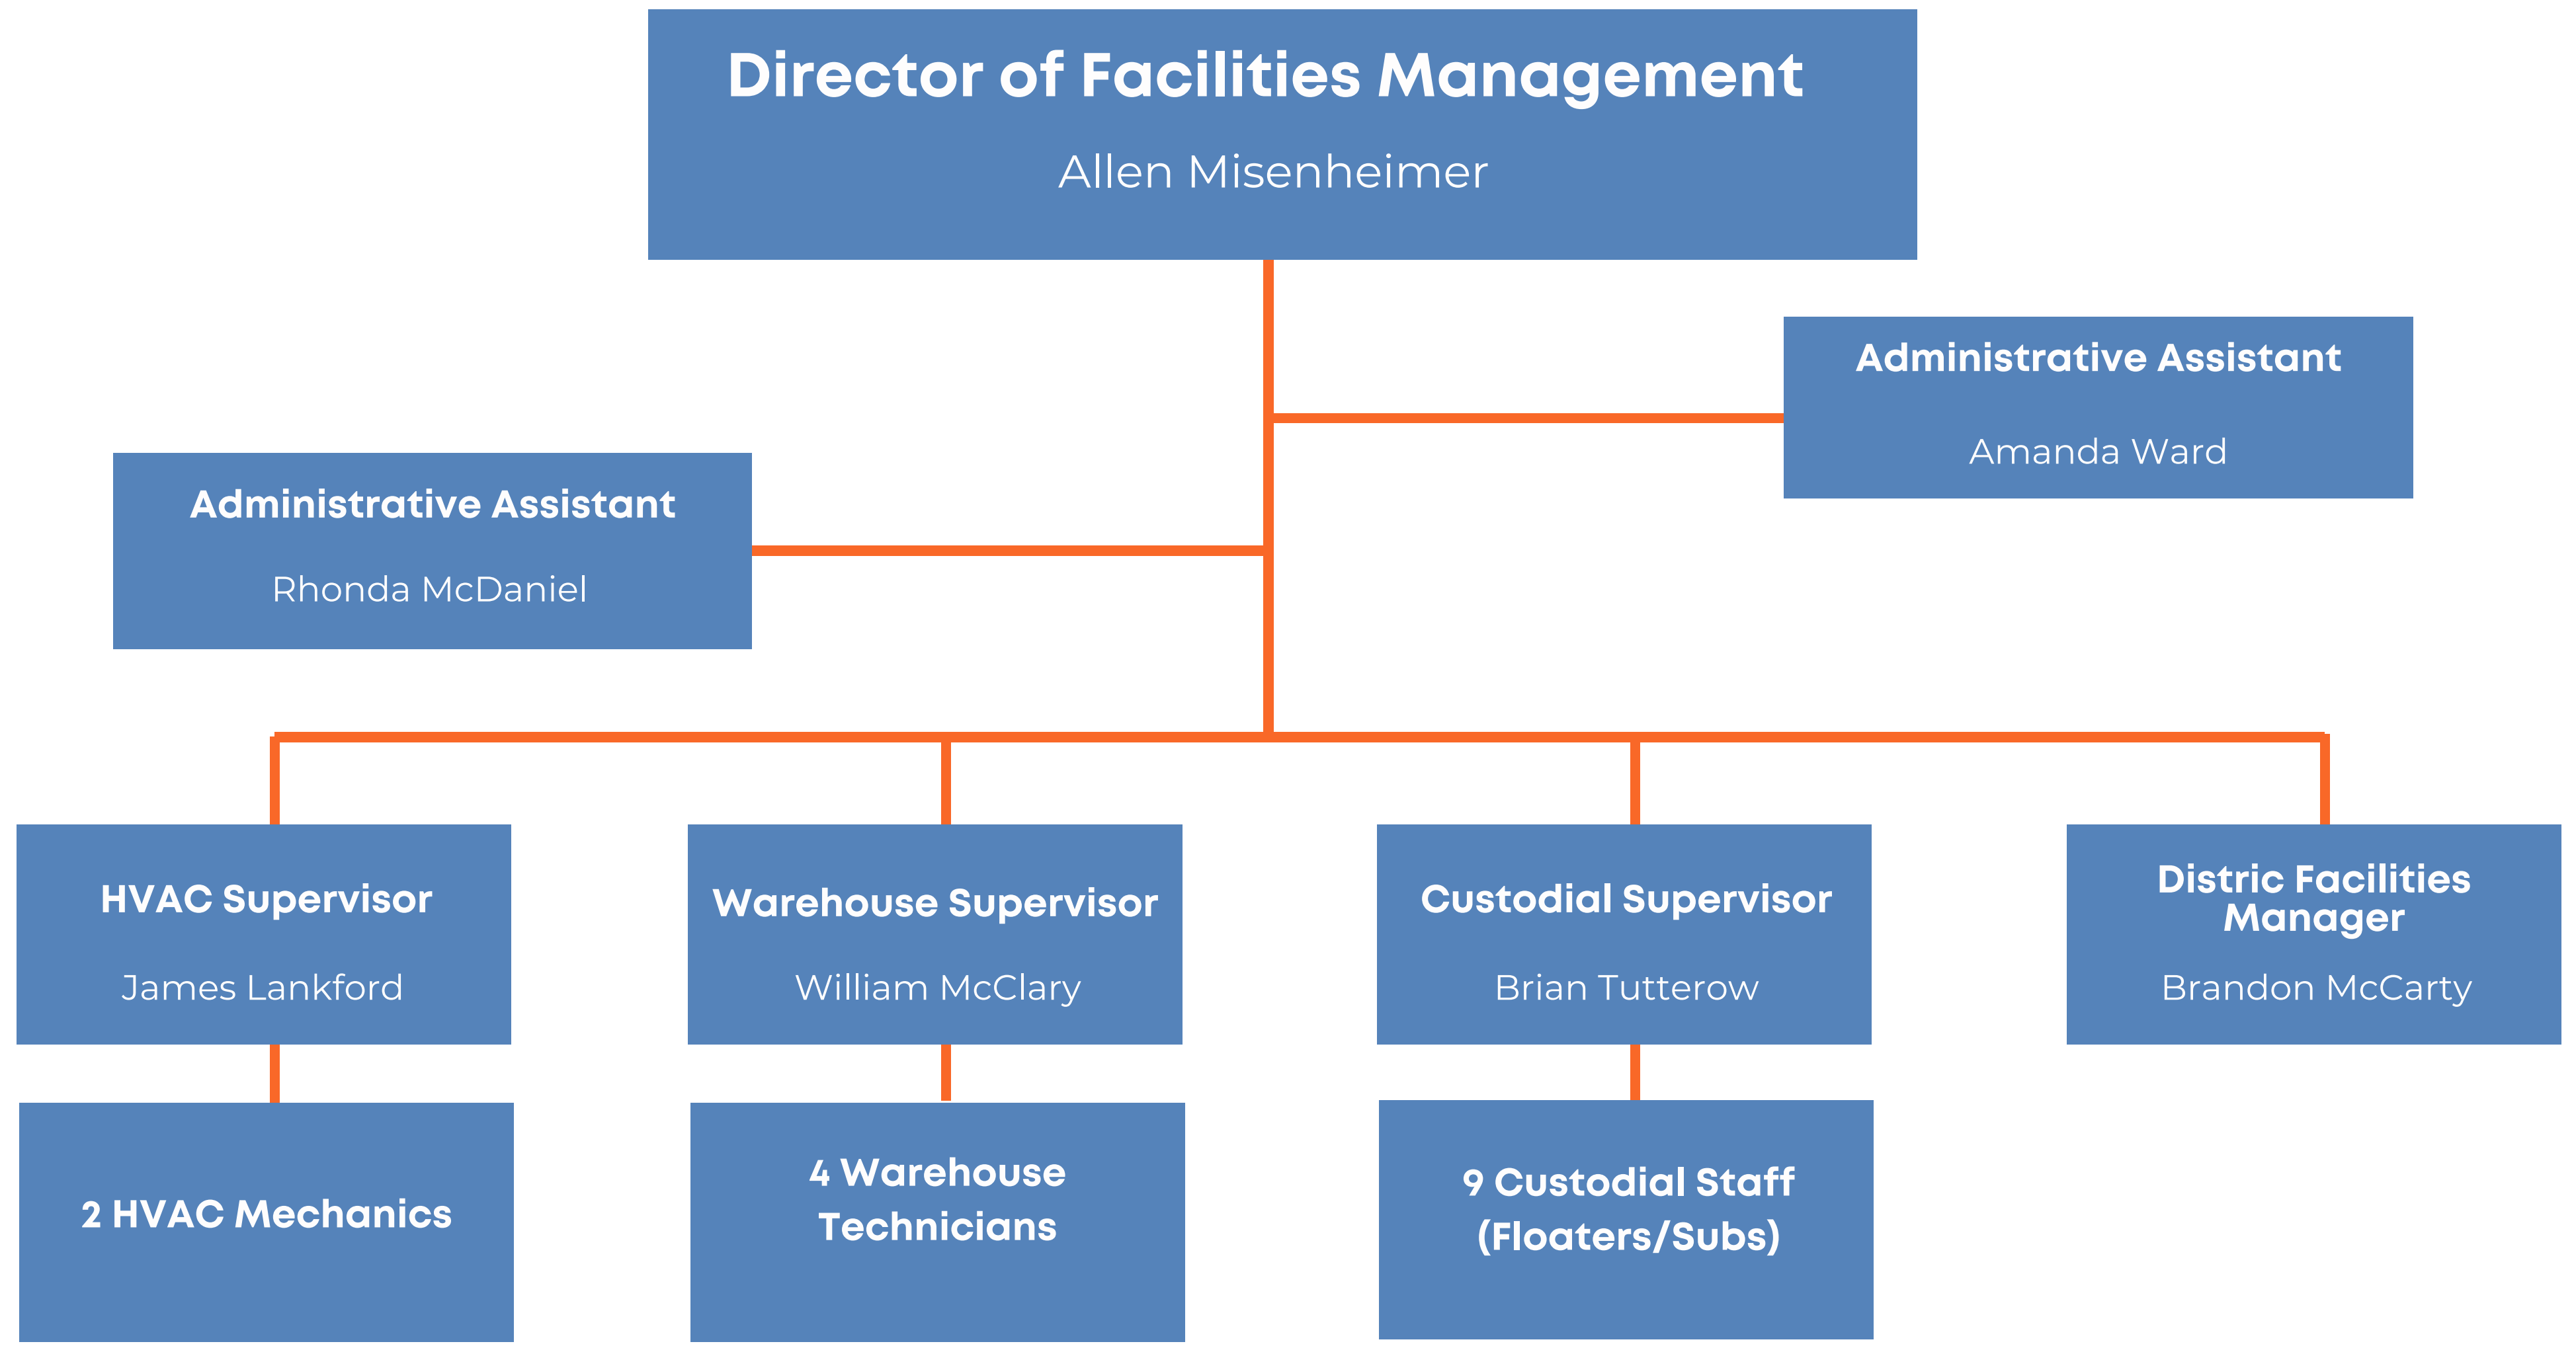 Director of Facilities Management
Allen Misenheimer
Administrative Assistant
Amanda Ward
Administrative Assistant
Rhonda McDaniel
HVAC Supervisor
James Lankford
Warehouse Supervisor
William McClary
Custodial Supervisor
Brian Tutterow
Distric Facilities
Manager
Brandon McCarty
2 HVAC Mechanics
4 Warehouse
Technicians
9 Custodial Staff
(Floaters/Subs)